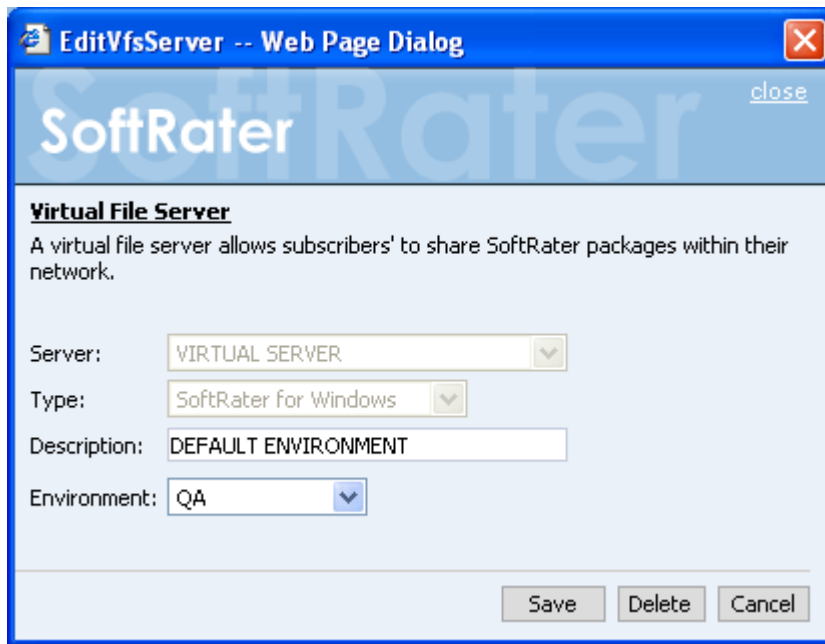 EditVfsServer -- Web Page Dialog
SoftRater
close
SoftRater
Virtual File Server
A virtual file server allows subscribers' to share SoftRater packages within their
network.
Server: VIRTUAL SERVER
Type: SoftRater for Windows
Description: DEFAULT ENVIRONMENT
Environment: QA
Save Delete Cancel